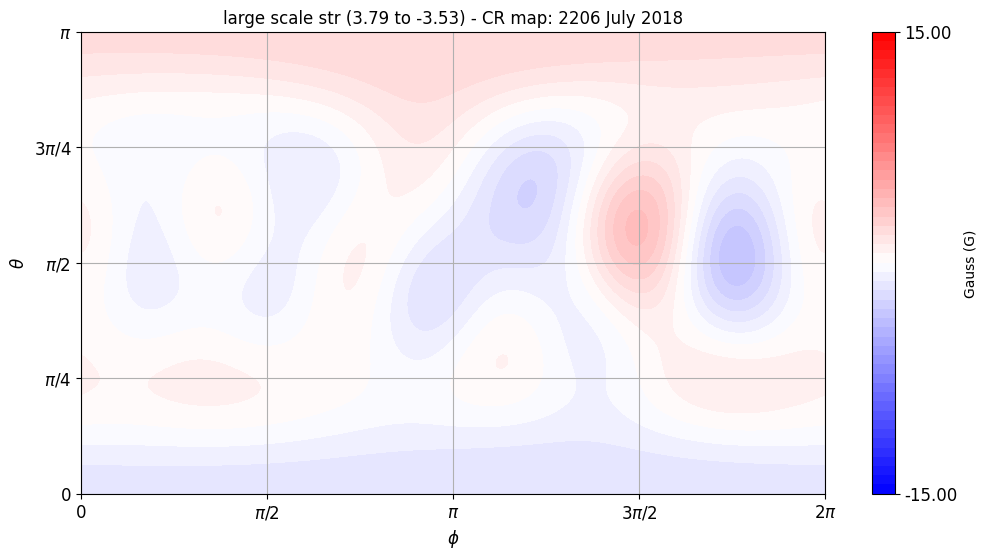 large scale str (3.79 to -3.53) - CR map: 2206 July 2018
π
3π/4
π/2
π/4
0
θ
0
π/2
π
3π/2
2π
ϕ
15.00
-15.00
Gauss (G)